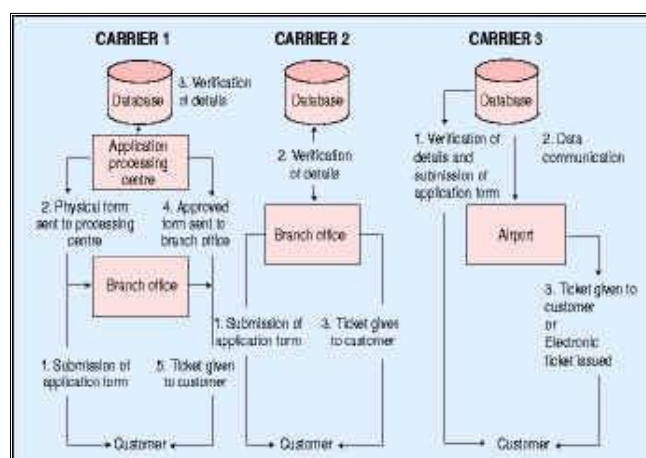 CARRIER 1
Database
3. Verification
of details
Application
processing
centre
2. Physical form
sent to processing
centre
4. Approved
form sent to
branch office
Branch office
1. Submission of
application form
5. Ticket given
to customer
Customer
CARRIER 2
Database
2. Verification
of details
Branch office
1. Submission of
application form
3. Ticket given
to customer
Customer
CARRIER 3
Database
1. Verification of
details and
submission of
application form
2. Data
communication
Airport
3. Ticket given to
customer
or
Electronic
ticket issued
Customer